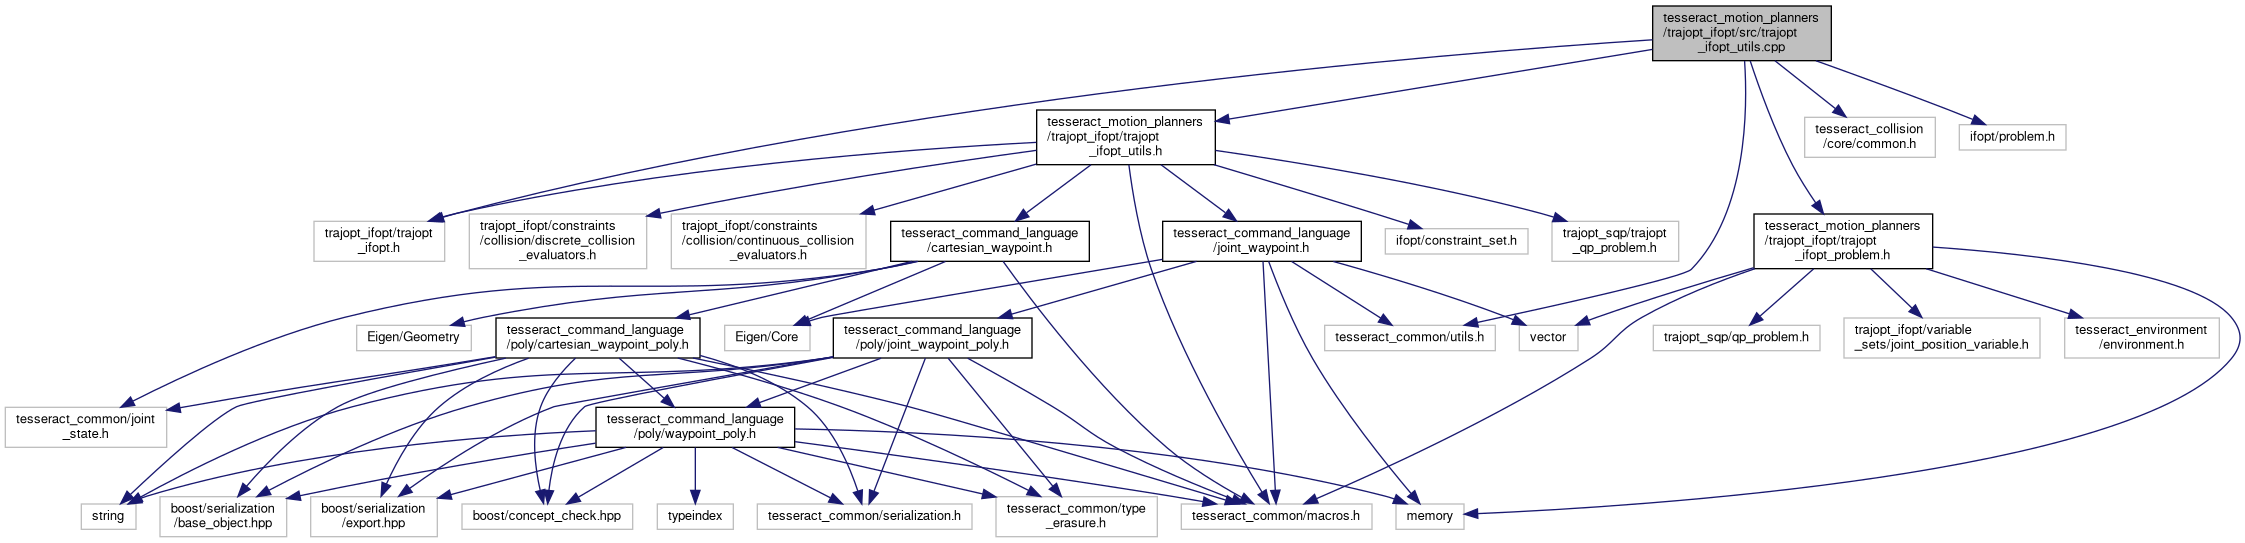 tesseract_motion_planners
/trajopt_ifopt/src/trajopt
_ifopt_utils.cpp
tesseract_motion_planners
/trajopt_ifopt/trajopt
_ifopt_utils.h
tesseract_collision
/core/common.h
ifopt/problem.h
trajopt_ifopt/trajopt
_ifopt.h
trajopt_ifopt/constraints
/collision/discrete_collision
_evaluators.h
trajopt_ifopt/constraints
/collision/continuous_collision
_evaluators.h
tesseract_command_language
/cartesian_waypoint.h
tesseract_command_language
/joint_waypoint.h
ifopt/constraint_set.h
trajopt_sqp/trajopt
_qp_problem.h
tesseract_motion_planners
/trajopt_ifopt/trajopt
_ifopt_problem.h
Eigen/Geometry
tesseract_command_language
/poly/cartesian_waypoint_poly.h
Eigen/Core
tesseract_command_language
/poly/joint_waypoint_poly.h
tesseract_common/utils.h
vector
trajopt_sqp/qp_problem.h
trajopt_ifopt/variable
_sets/joint_position_variable.h
tesseract_environment
/environment.h
tesseract_common/joint
_state.h
tesseract_command_language
/poly/waypoint_poly.h
string
boost/serialization
/base_object.hpp
boost/serialization
/export.hpp
boost/concept_check.hpp
typeindex
tesseract_common/serialization.h
tesseract_common/type
_erasure.h
tesseract_common/macros.h
memory